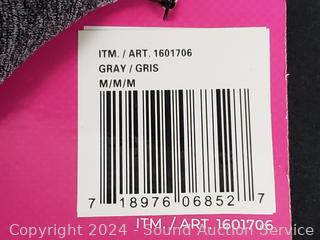 ITM. / ART. 1601706
GRAY / GRIS
M/M/M
7 18976 06852 7
ITM. / ART. 1601706
Copyright © 2024 - Sound Auction Service